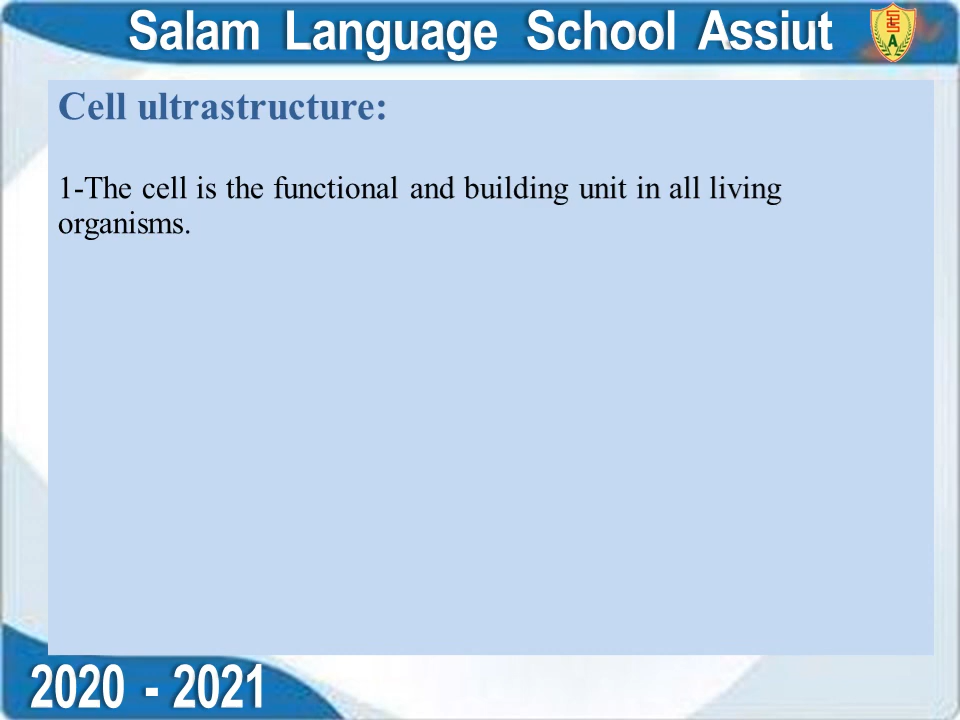 Salam Language School Assiut
Cell ultrastructure:
1-The cell is the functional and building unit in all living
organisms.
2020 - 2021